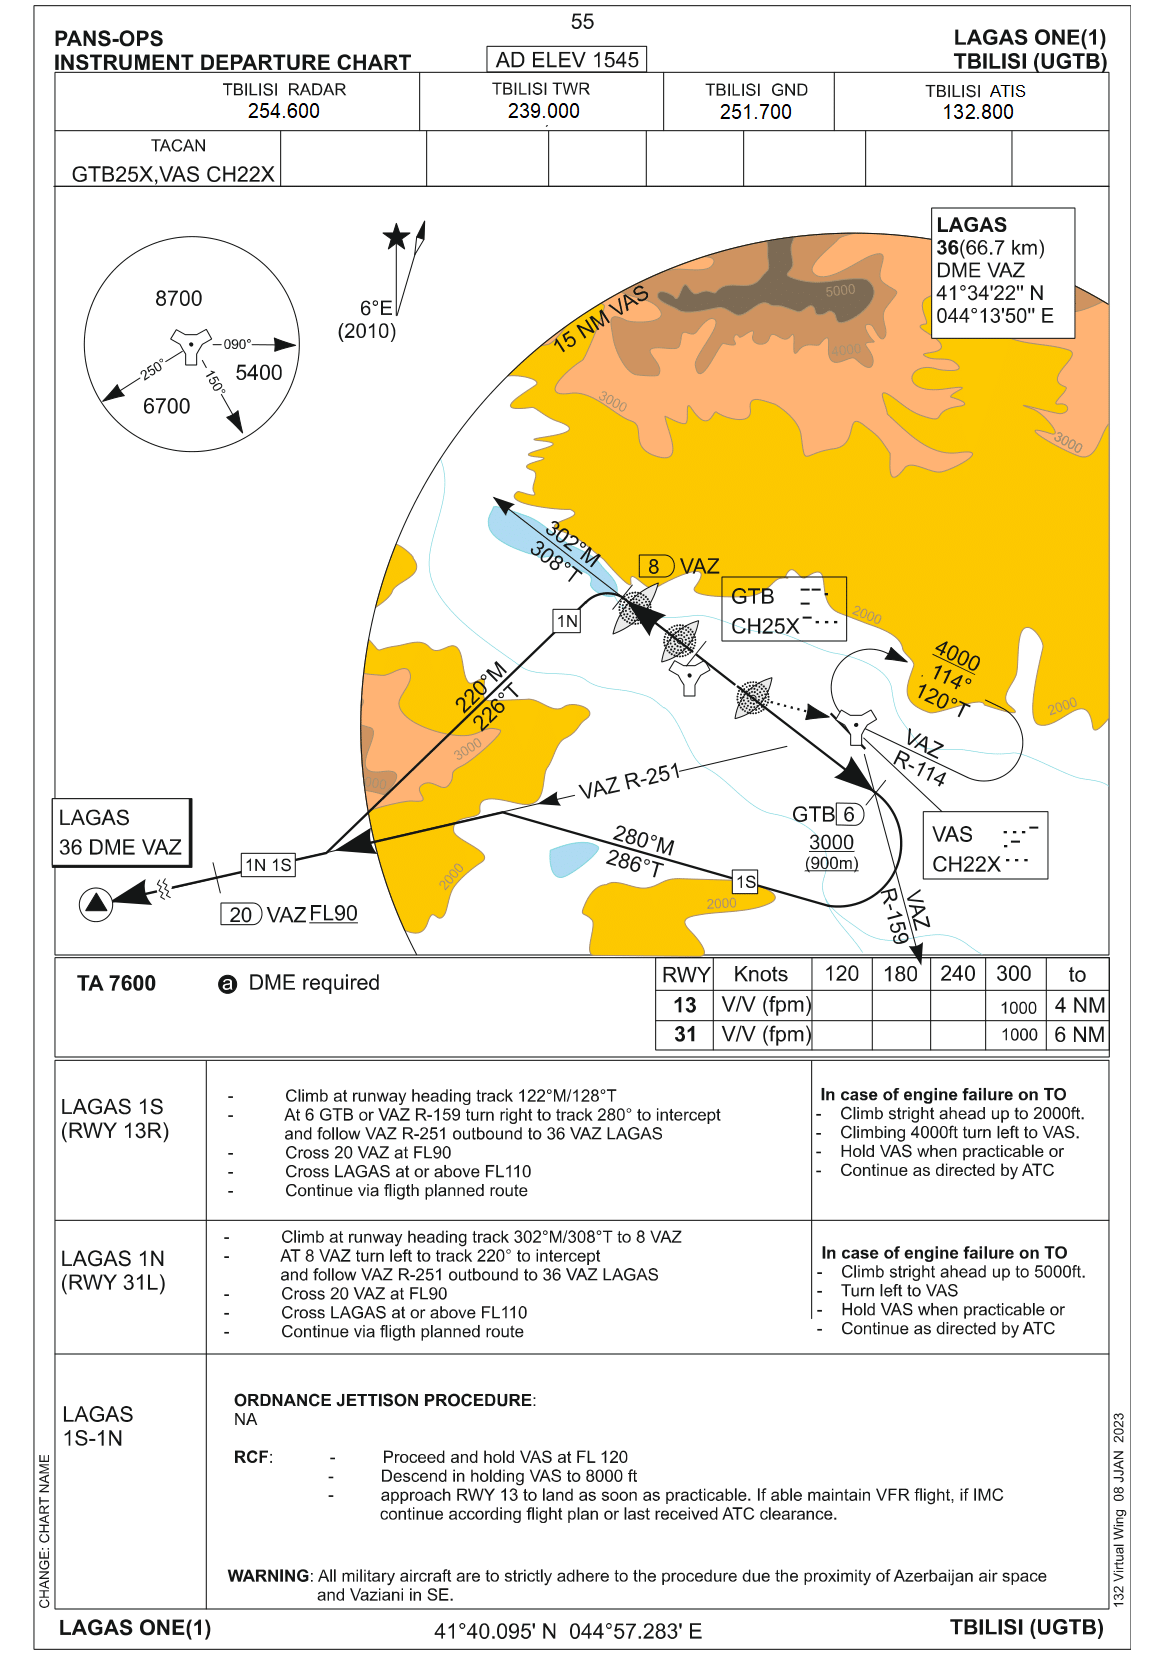 55
PANS-OPS
INSTRUMENT DEPARTURE CHART
AD ELEV 1545
LAGAS ONE(1)
TBILISI (UGTB)
TBILISI RADAR
254.600
TBILISI TWR
239.000
TBILISI GND
251.700
TBILISI ATIS
132.800
TACAN
GTB25X,VAS CH22X
LAGAS
36(66.7 km)
DME VAZ
41°34'22" N
044°13'50" E
8700
090°
5400
250°
150°
6700
6°E
(2010)
15 NM VAS
5000
4000
3000
3000
302°M
308°T
8 VAZ
GTB
CH25X
2000
4000
114°
120°T
2000
1N
220°M
226°T
3000
VAZ
R-114
VAZ R-251
LAGAS
36 DME VAZ
GTB 6
3000
(900m)
VAS
CH22X
280°M
286°T
1N 1S
1S
2000
2000
20 VAZ FL90
VAZ
R-159
TA 7600
a DME required
RWY Knots 120 180 240 300 to
13 V/V (fpm) 1000 4 NM
31 V/V (fpm) 1000 6 NM
LAGAS 1S
(RWY 13R)
- Climb at runway heading track 122°M/128°T
- At 6 GTB or VAZ R-159 turn right to track 280° to intercept
and follow VAZ R-251 outbound to 36 VAZ LAGAS
- Cross 20 VAZ at FL90
- Cross LAGAS at or above FL110
- Continue via fligth planned route
In case of engine failure on TO
- Climb stright ahead up to 2000ft.
- Climbing 4000ft turn left to VAS.
- Hold VAS when practicable or
- Continue as directed by ATC
LAGAS 1N
(RWY 31L)
- Climb at runway heading track 302°M/308°T to 8 VAZ
- AT 8 VAZ turn left to track 220° to intercept
and follow VAZ R-251 outbound to 36 VAZ LAGAS
- Cross 20 VAZ at FL90
- Cross LAGAS at or above FL110
- Continue via fligth planned route
In case of engine failure on TO
- Climb stright ahead up to 5000ft.
- Turn left to VAS
- Hold VAS when practicable or
- Continue as directed by ATC
LAGAS
1S-1N
ORDNANCE JETTISON PROCEDURE:
NA
RCF: - Proceed and hold VAS at FL 120
- Descend in holding VAS to 8000 ft
- approach RWY 13 to land as soon as practicable. If able maintain VFR flight, if IMC
continue according flight plan or last received ATC clearance.
WARNING: All military aircraft are to strictly adhere to the procedure due the proximity of Azerbaijan air space
and Vaziani in SE.
CHANGE: CHART NAME
132 Virtual Wing 08 JJAN 2023
LAGAS ONE(1)
41°40.095' N 044°57.283' E
TBILISI (UGTB)